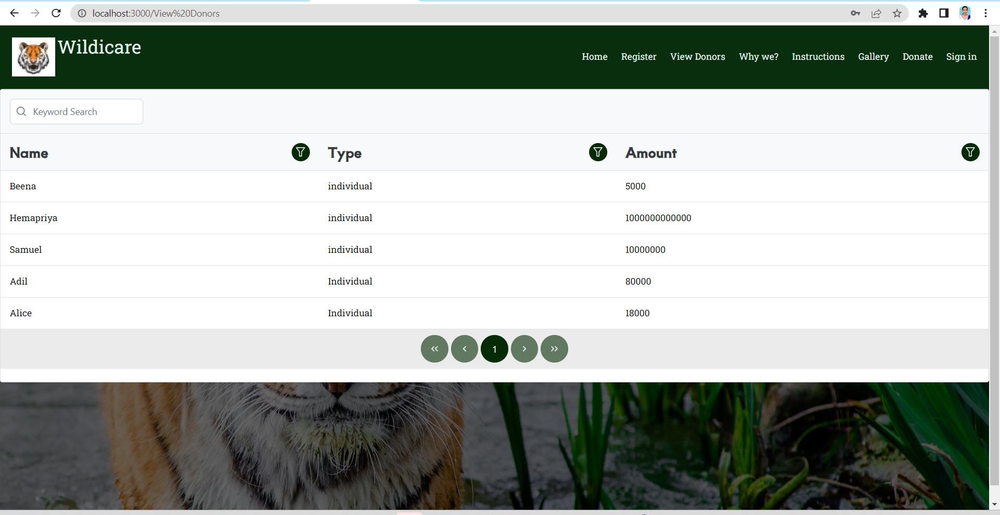 localhost:3000/View%20Donors
Wildicare
Home Register View Donors Why we? Instructions Gallery Donate Sign in
Keyword Search
Name Type Amount
Beena individual 5000
Hemapriya individual 1000000000000
Samuel individual 10000000
Adil Individual 80000
Alice Individual 18000
« ‹ 1 › »